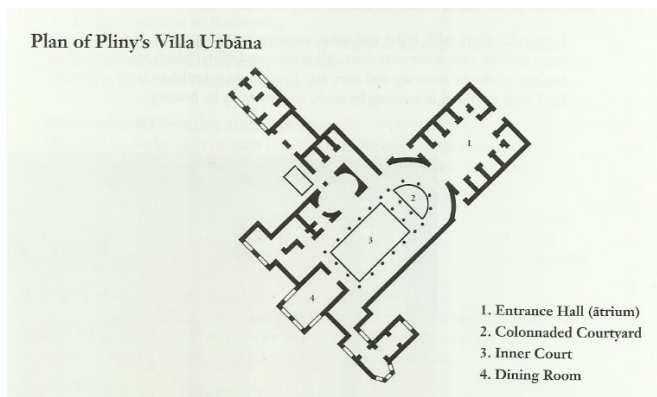 Plan of Pliny's Villa Urbāna
1
2
3
4
1. Entrance Hall (ātrium)
2. Colonnaded Courtyard
3. Inner Court
4. Dining Room